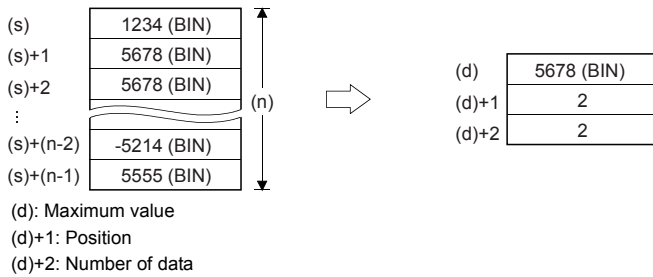 (s) 1234 (BIN)
(s)+1 5678 (BIN)
(s)+2 5678 (BIN)
⋮ (n)
(s)+(n-2) -5214 (BIN)
(s)+(n-1) 5555 (BIN)
(d) 5678 (BIN)
(d)+1 2
(d)+2 2
(d): Maximum value
(d)+1: Position
(d)+2: Number of data